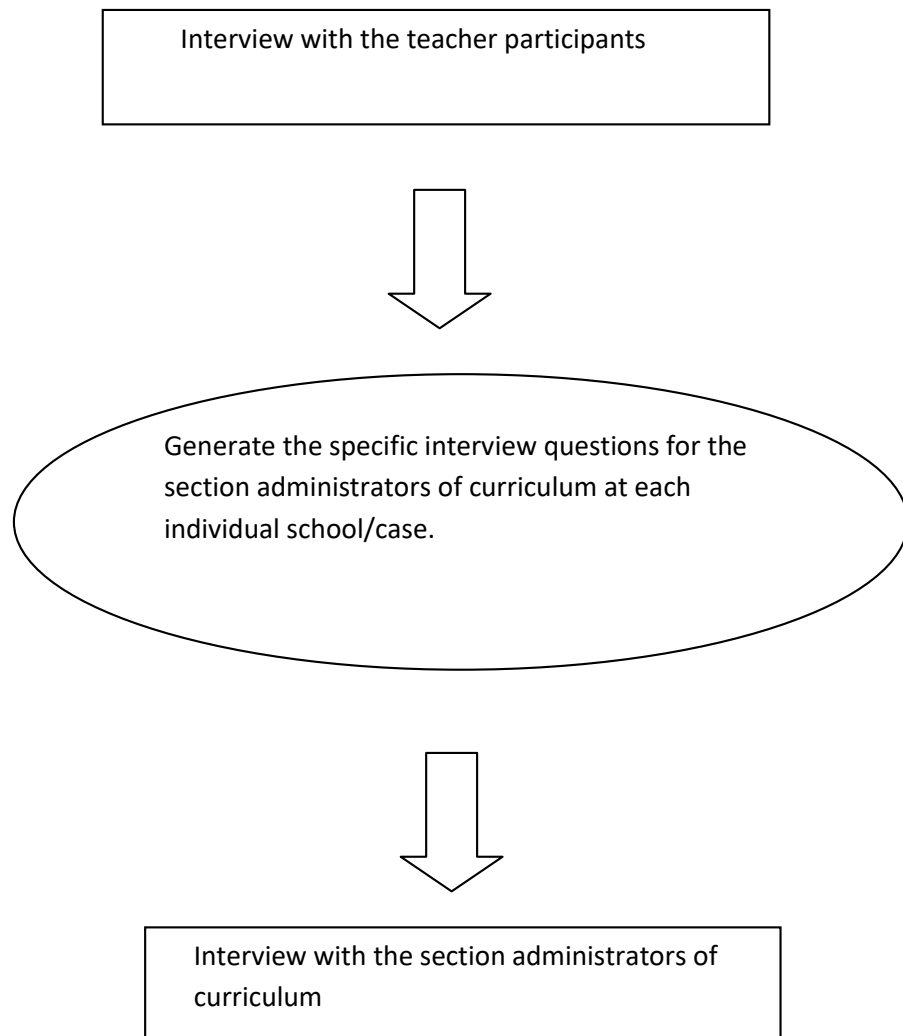 Interview with the teacher participants
Generate the specific interview questions for the
section administrators of curriculum at each
individual school/case.
Interview with the section administrators of
curriculum